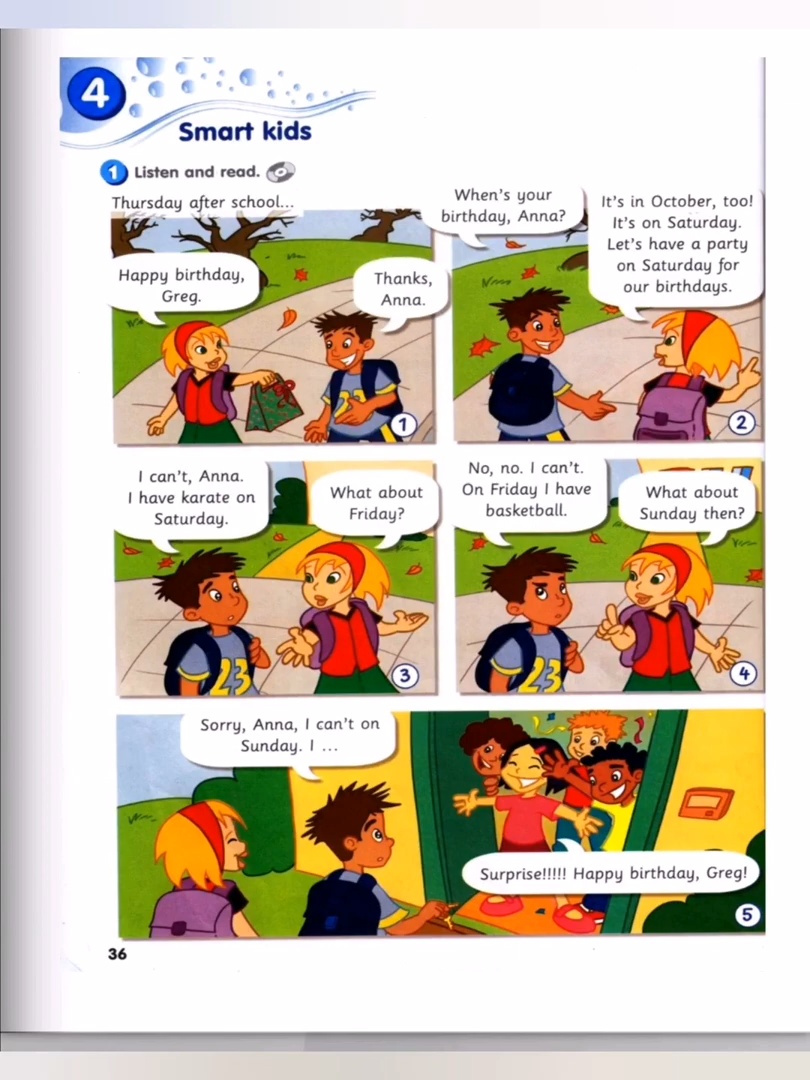 4
Smart kids
1 Listen and read.
Thursday after school...
Happy birthday,
Greg.
Thanks,
Anna.
1
When's your
birthday, Anna?
It's in October, too!
It's on Saturday.
Let's have a party
on Saturday for
our birthdays.
2
I can't, Anna.
I have karate on
Saturday.
What about
Friday?
23
3
No, no. I can't.
On Friday I have
basketball.
What about
Sunday then?
23
4
Sorry, Anna, I can't on
Sunday. I ...
Surprise!!!!! Happy birthday, Greg!
5
36